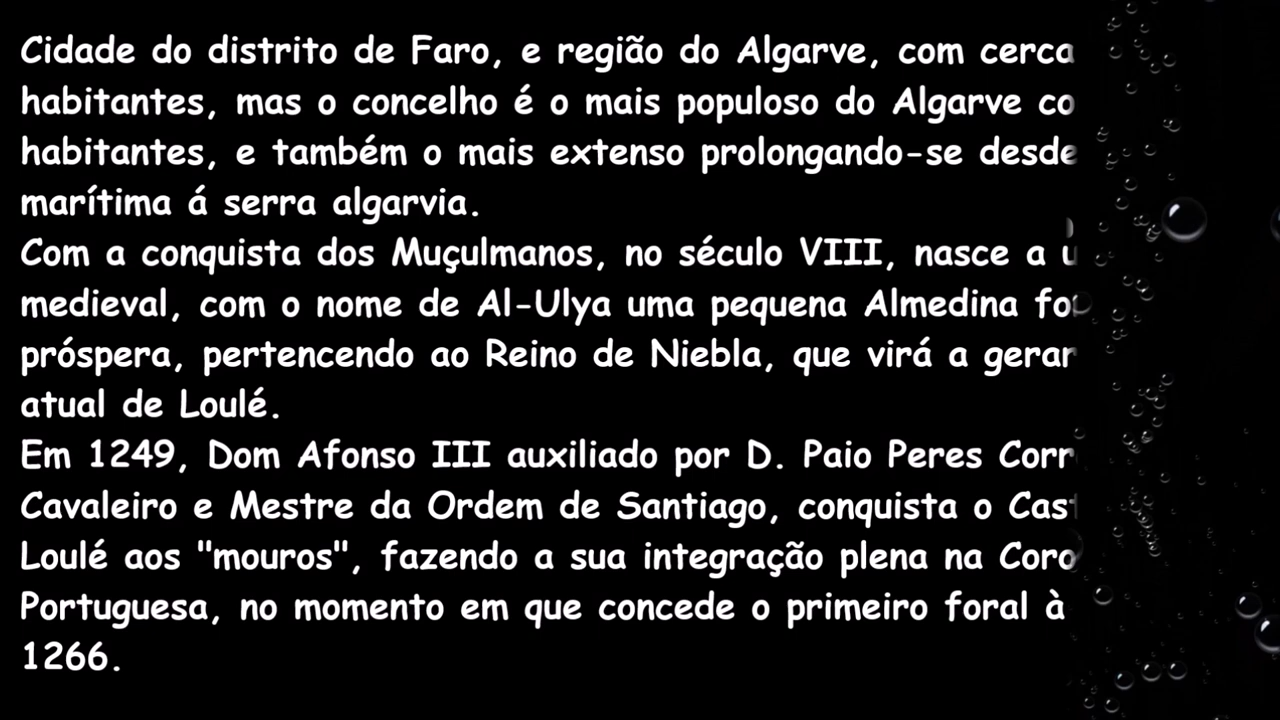 Cidade do distrito de Faro, e região do Algarve, com cerca
habitantes, mas o concelho é o mais populoso do Algarve
habitantes, e também o mais extenso prolongando-se desde
marítima á serra algarvia.
Com a conquista dos Muçulmanos, no século VIII, nasce a
medieval, com o nome de Al-Ulya uma pequena Almedina
próspera, pertencendo ao Reino de Niebla, que virá a gerar
atual de Loulé.
Em 1249, Dom Afonso III auxiliado por D. Paio Peres
Cavaleiro e Mestre da Ordem de Santiago, conquista o
Loulé aos "mouros", fazendo a sua integração plena na
Portuguesa, no momento em que concede o primeiro foral à
1266.